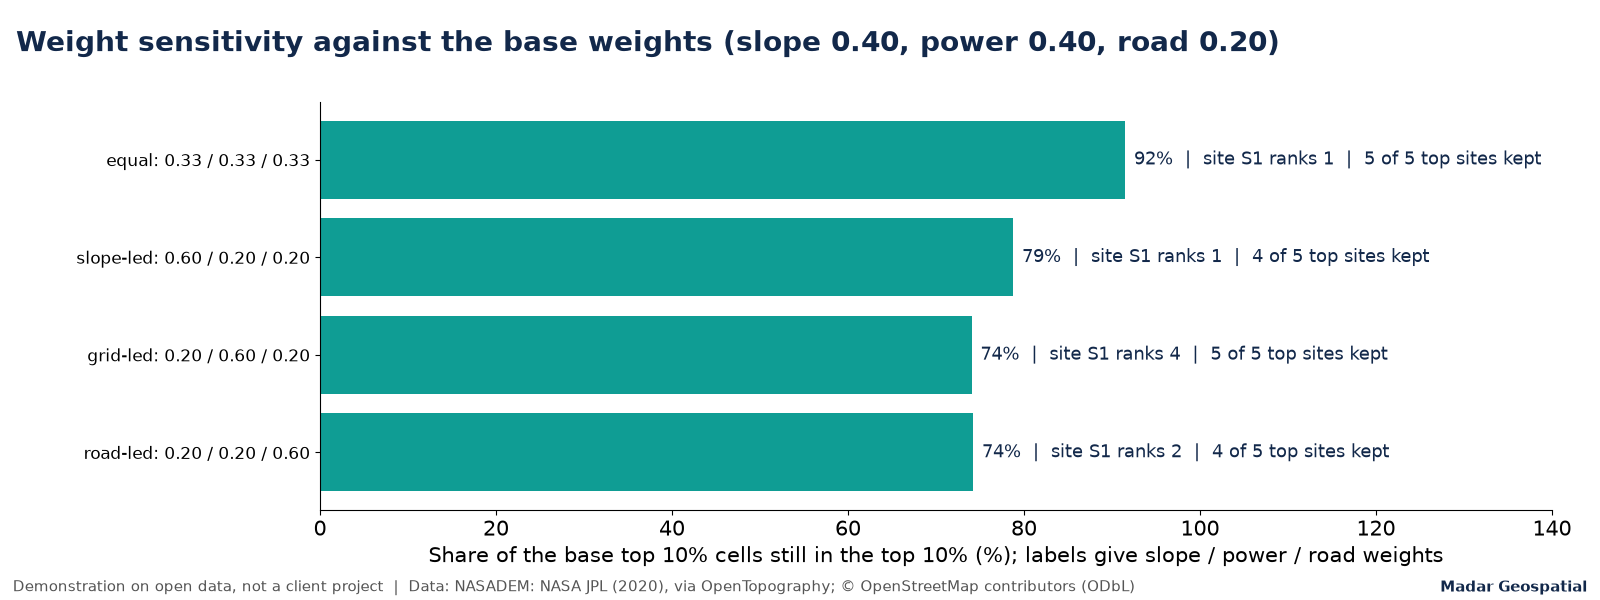 Weight sensitivity against the base weights (slope 0.40, power 0.40, road 0.20)
equal: 0.33 / 0.33 / 0.33
92% | site S1 ranks 1 | 5 of 5 top sites kept
slope-led: 0.60 / 0.20 / 0.20
79% | site S1 ranks 1 | 4 of 5 top sites kept
grid-led: 0.20 / 0.60 / 0.20
74% | site S1 ranks 4 | 5 of 5 top sites kept
road-led: 0.20 / 0.20 / 0.60
74% | site S1 ranks 2 | 4 of 5 top sites kept
0 20 40 60 80 100 120 140
Share of the base top 10% cells still in the top 10% (%); labels give slope / power / road weights
Demonstration on open data, not a client project | Data: NASADEM: NASA JPL (2020), via OpenTopography; © OpenStreetMap contributors (ODbL)
Madar Geospatial